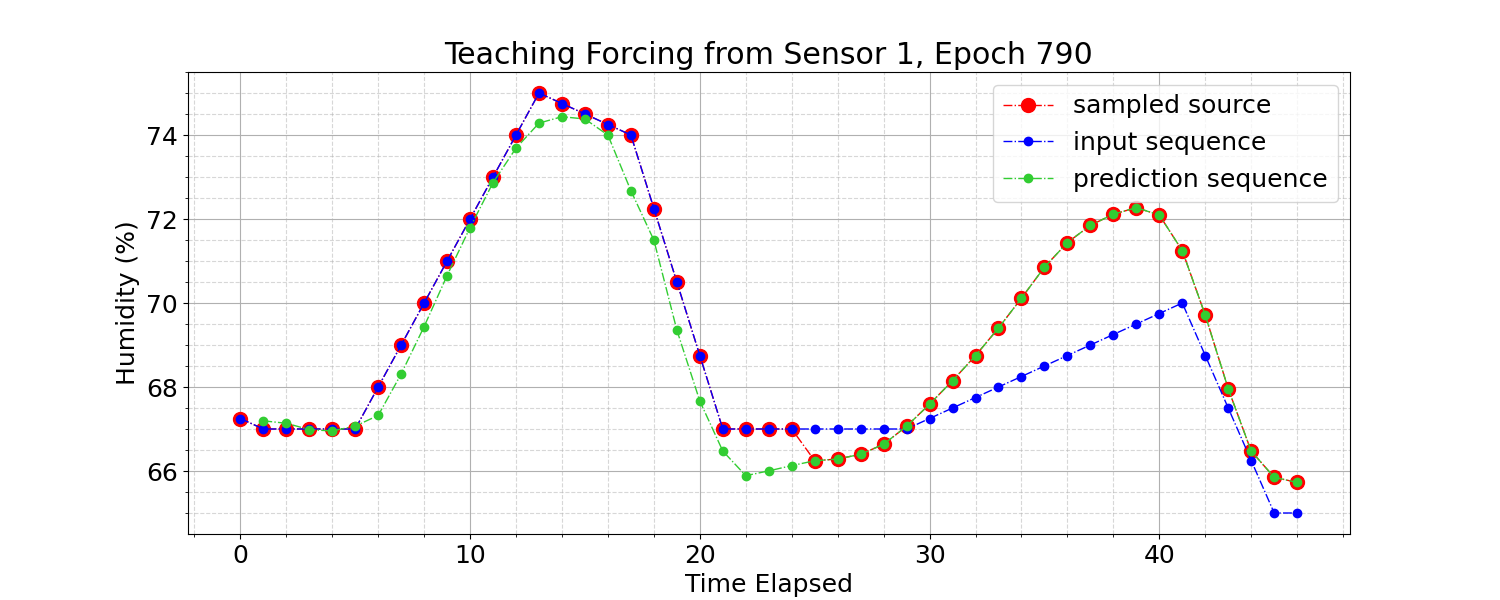 Teaching Forcing from Sensor 1, Epoch 790
sampled source
input sequence
prediction sequence
Humidity (%)
74
72
70
68
66
0 10 20 30 40
Time Elapsed